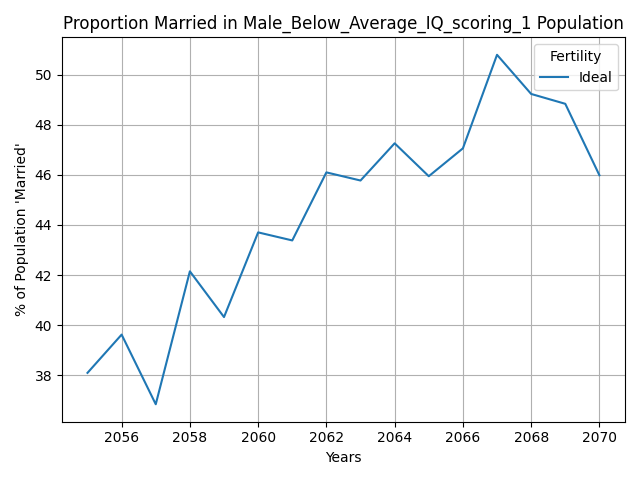 Proportion Married in Male_Below_Average_IQ_scoring_1 Population
Fertility
Ideal
% of Population 'Married'
50
48
46
44
42
40
38
2056 2058 2060 2062 2064 2066 2068 2070
Years